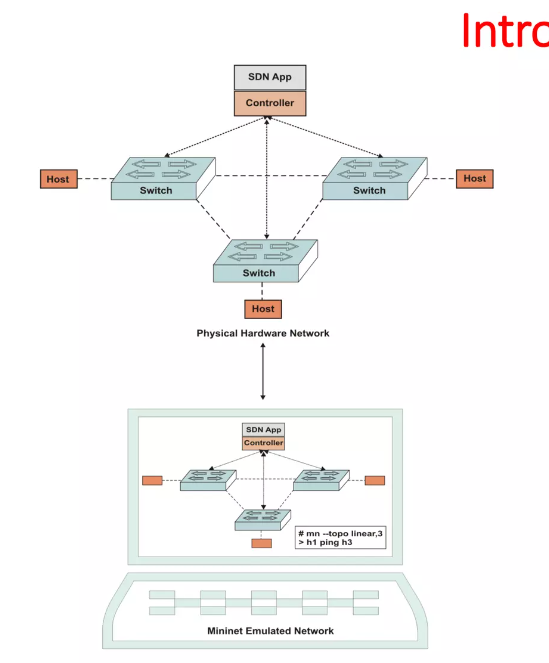 Intro
SDN App
Controller
Host
Switch
Switch
Host
Switch
Host
Physical Hardware Network
SDN App
Controller
# mn --topo linear,3
> h1 ping h3
Mininet Emulated Network